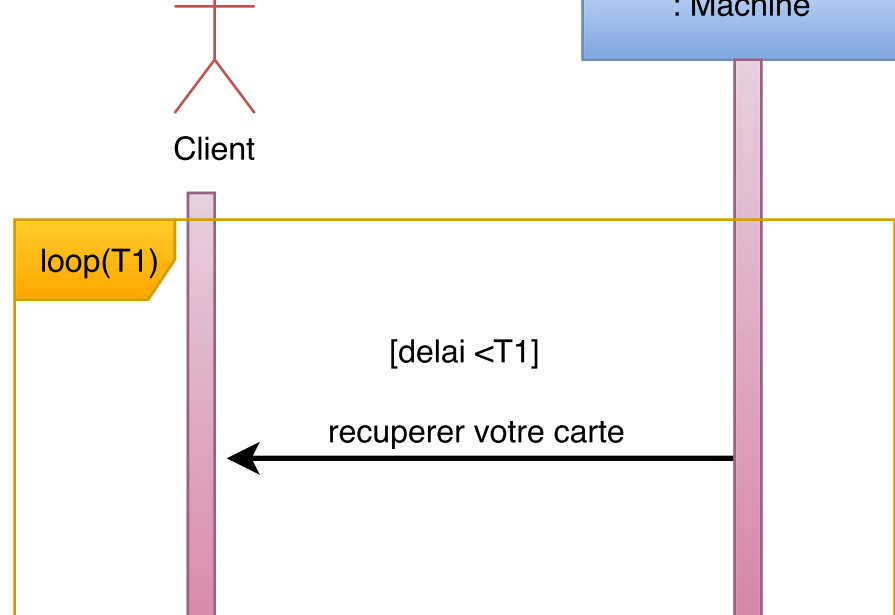 : Machine
Client
loop(T1)
[delai <T1]
recuperer votre carte